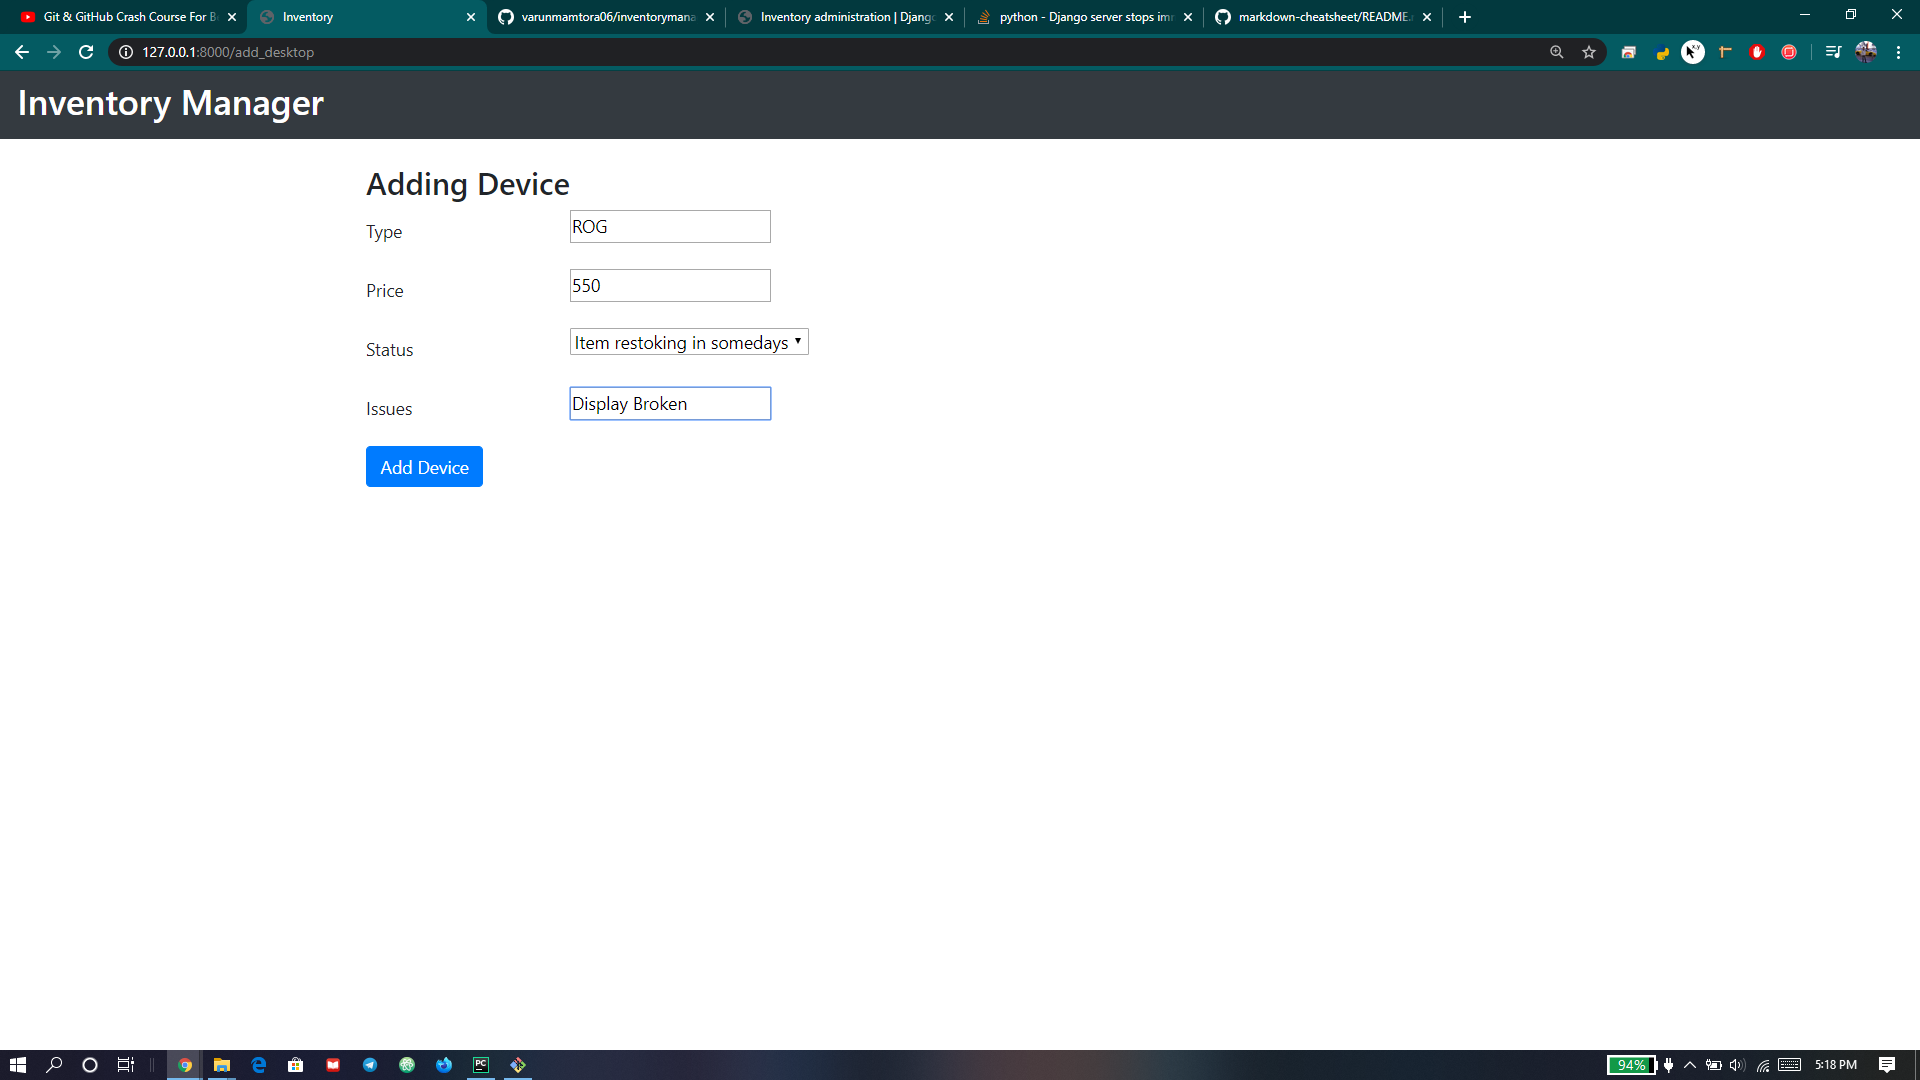 Git & GitHub Crash Course For B
Inventory
varunmamtora06/inventorymana
Inventory administration | Django
python - Django server stops imm
markdown-cheatsheet/README.
127.0.0.1:8000/add_desktop
Inventory Manager
Adding Device
Type
ROG
Price
550
Status
Item restoking in somedays
Issues
Display Broken
Add Device
94%
5:18 PM